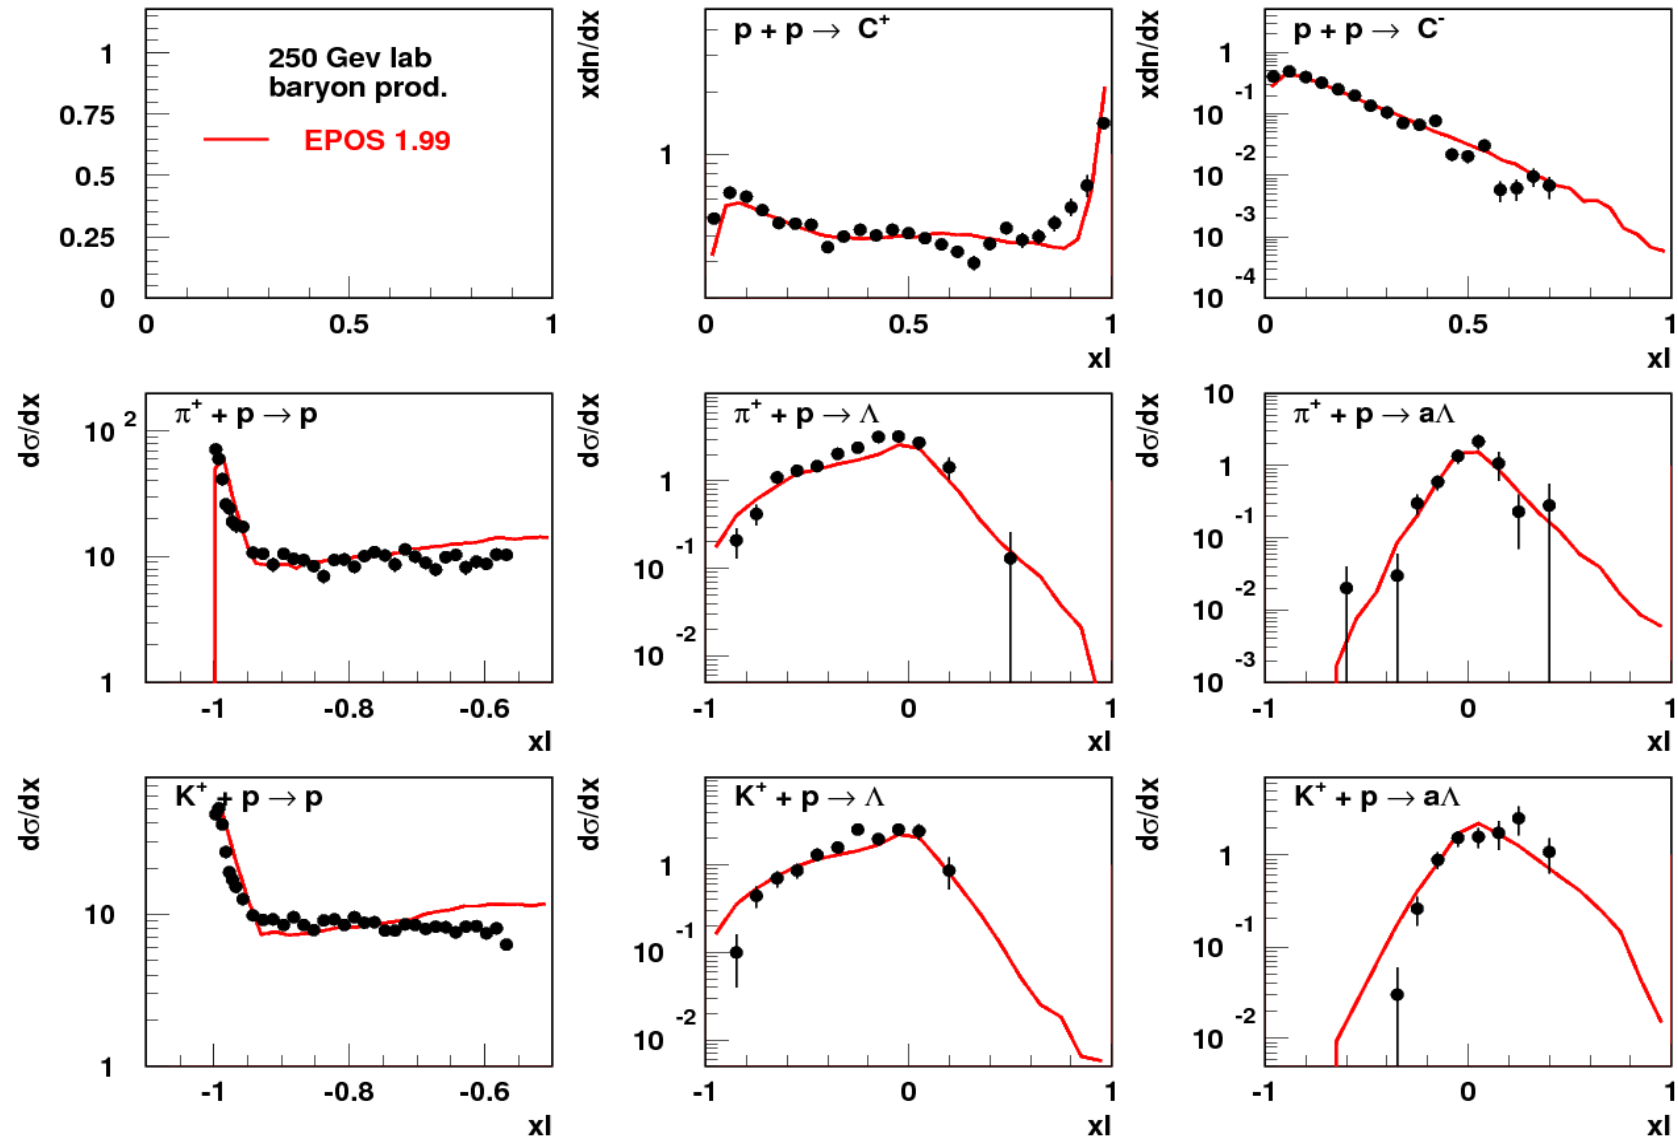 250 Gev lab
baryon prod.
EPOS 1.99
1
0.75
0.5
0.25
0
0 0.5 1
xdn/dx
p + p → C⁺
1
0 0.5 1
xl
xdn/dx
p + p → C⁻
1
10⁻¹
10⁻²
10⁻³
10⁻⁴
0 0.5 1
xl
dσ/dx
π⁺ + p → p
10²
10
1
-1 -0.8 -0.6
xl
dσ/dx
π⁺ + p → Λ
1
10⁻¹
10⁻²
-1 0 1
xl
dσ/dx
π⁺ + p → aΛ
10
1
10⁻¹
10⁻²
10⁻³
-1 0 1
xl
dσ/dx
K⁺ + p → p
10
1
-1 -0.8 -0.6
xl
dσ/dx
K⁺ + p → Λ
1
10⁻¹
10⁻²
-1 0 1
xl
dσ/dx
K⁺ + p → aΛ
1
10⁻¹
10⁻²
-1 0 1
xl